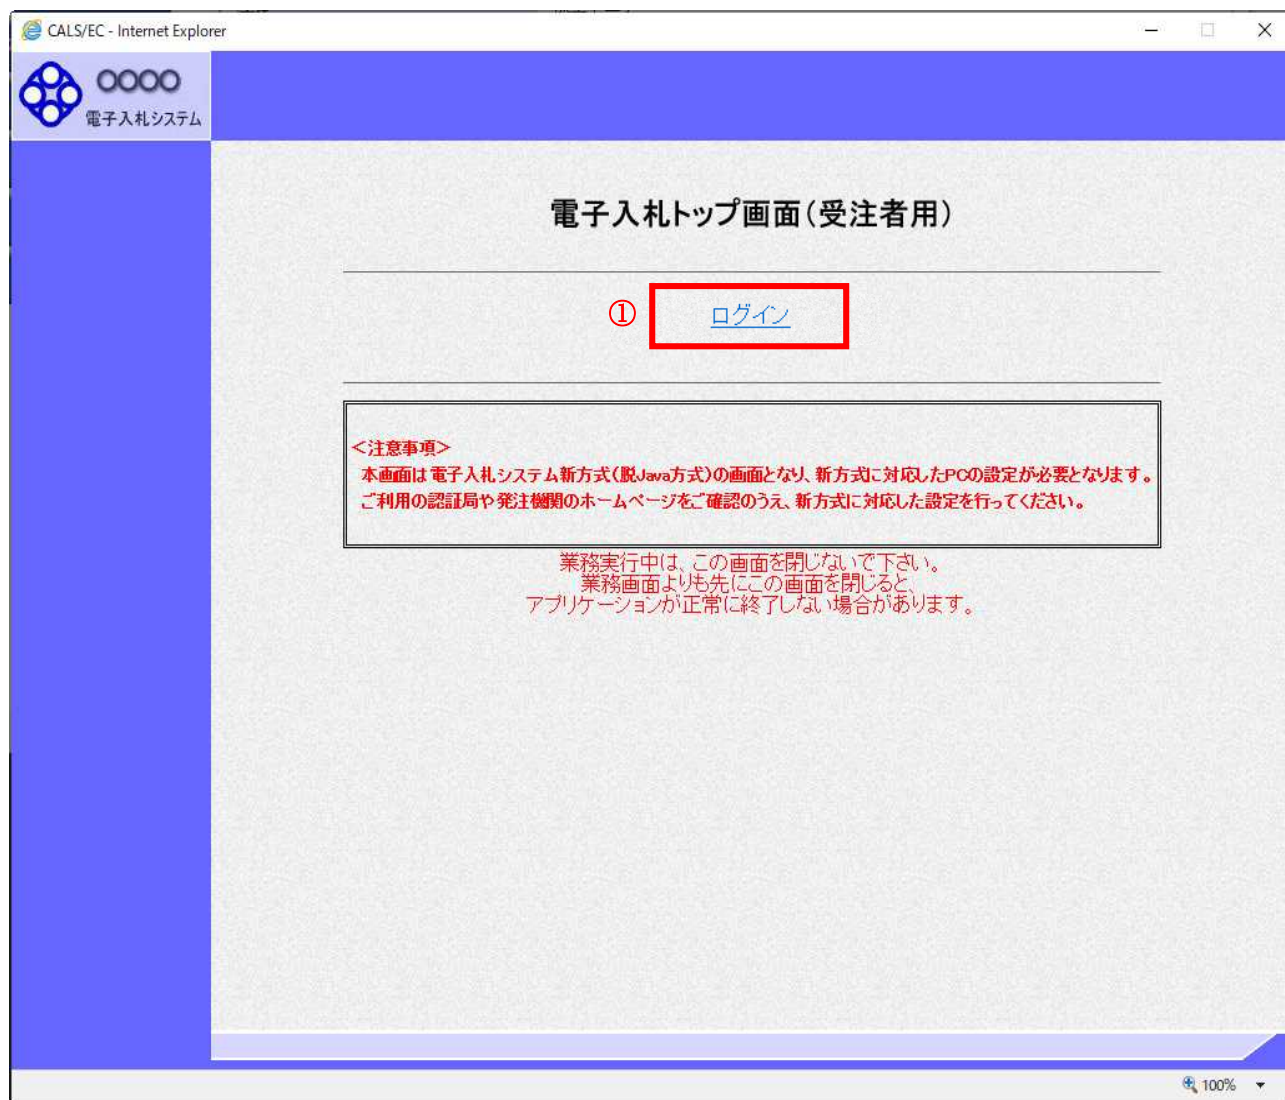 CALS/EC - Internet Explorer
〇〇〇〇
電子入札システム
電子入札トップ画面(受注者用)
① ログイン
<注意事項>
本画面は電子入札システム新方式(脱Java方式)の画面となり、新方式に対応したPCの設定が必要となります。
ご利用の認証局や発注機関のホームページをご確認のうえ、新方式に対応した設定を行ってください。
業務実行中は、この画面を閉じないで下さい。
業務画面よりも先にこの画面を閉じると、
アプリケーションが正常に終了しない場合があります。
100%